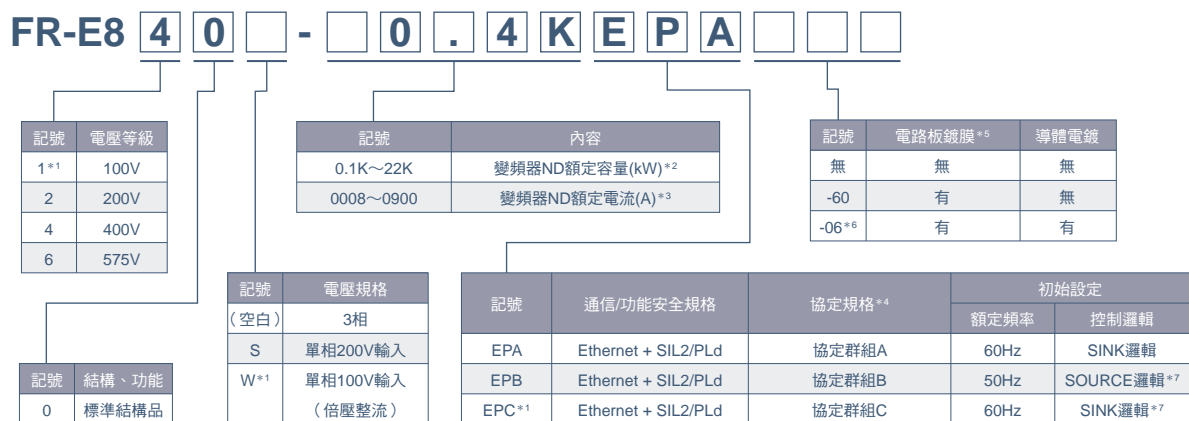 FR-E8 4 0 - 0 . 4 K E P A
記號 電壓等級
1*1 100V
2 200V
4 400V
6 575V
記號 結構、功能
0 標準結構品
記號 電壓規格
(空白) 3相
S 單相200V輸入
W*1 單相100V輸入
(倍壓整流)
記號 內容
0.1K～22K 變頻器ND額定容量(kW)*2
0008～0900 變頻器ND額定電流(A)*3
記號 通信/功能安全規格 協定規格*4 初始設定
額定頻率 控制邏輯
EPA Ethernet + SIL2/PLd 協定群組A 60Hz SINK邏輯
EPB Ethernet + SIL2/PLd 協定群組B 50Hz SOURCE邏輯*7
EPC*1 Ethernet + SIL2/PLd 協定群組C 60Hz SINK邏輯*7
記號 電路板鍍膜*5 導體電鍍
無 無 無
-60 有 無
-06*6 有 有